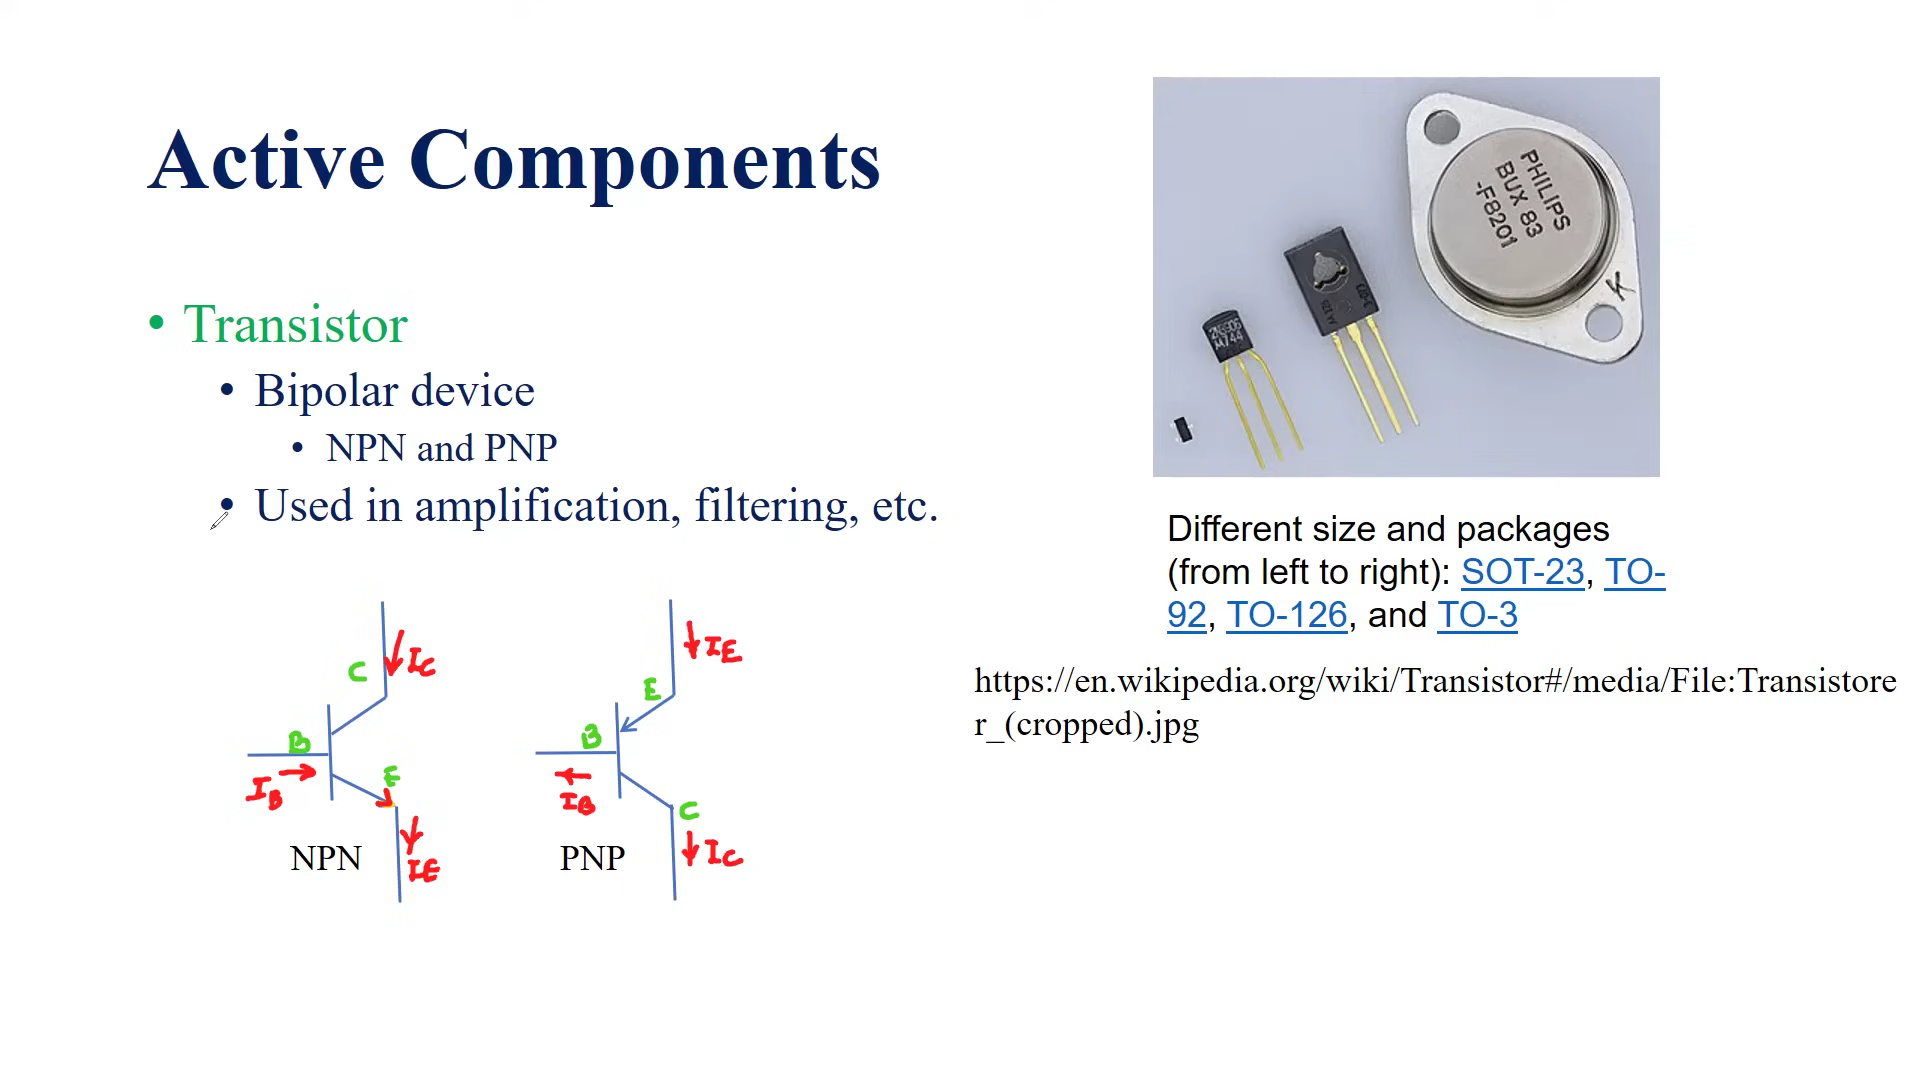 Active Components
• Transistor
• Bipolar device
• NPN and PNP
• Used in amplification, filtering, etc.
C
IC
B
IB
E
IE
NPN
IE
E
B
IB
C
IC
PNP
PHILIPS
BUX 83
-F8201
K
M744
Different size and packages
(from left to right): SOT-23, TO-
92, TO-126, and TO-3
https://en.wikipedia.org/wiki/Transistor#/media/File:Transistore
r_(cropped).jpg